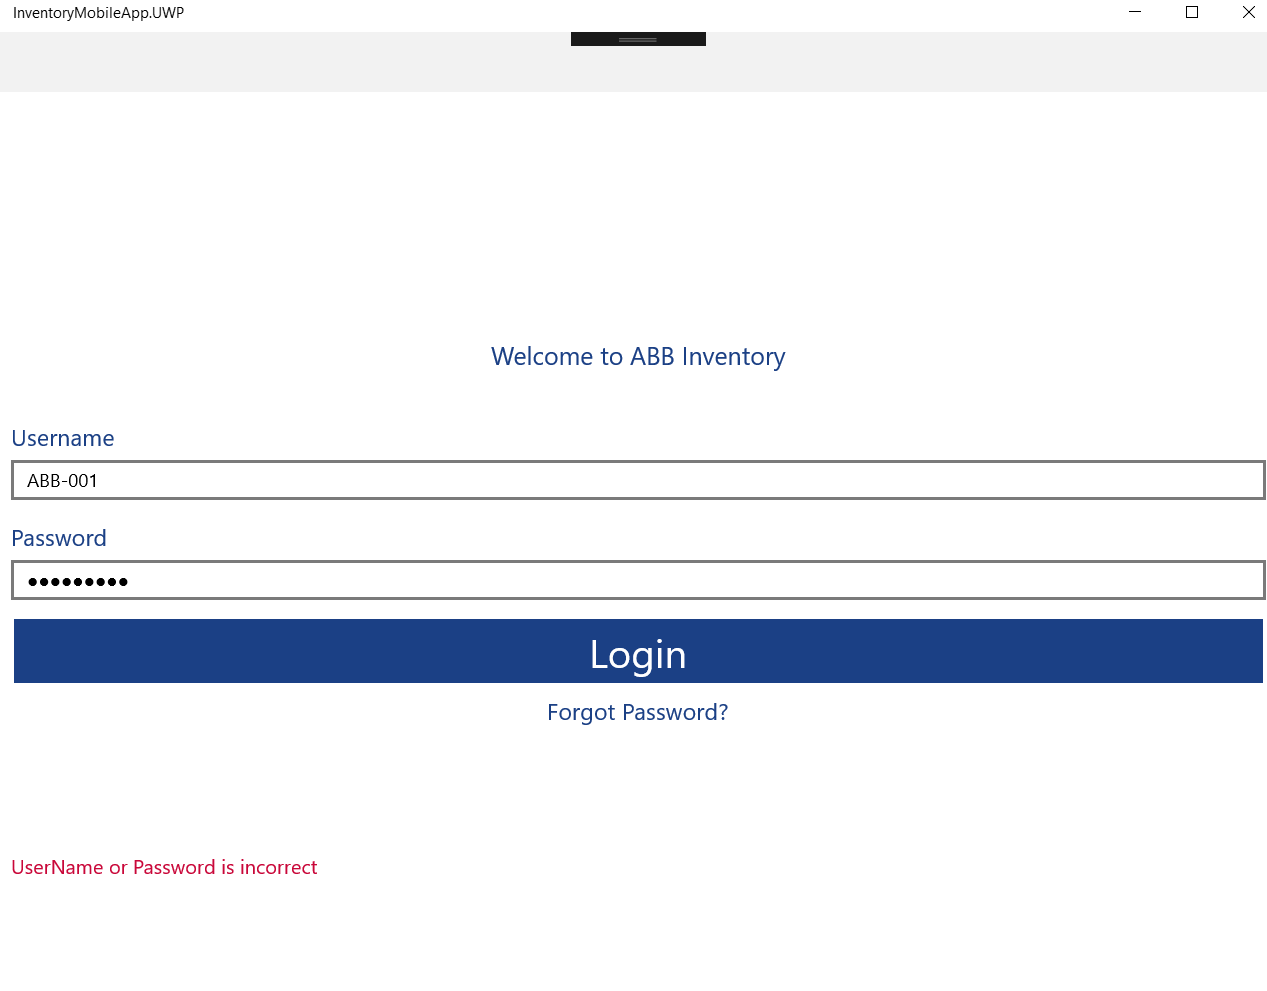 InventoryMobileApp.UWP
Welcome to ABB Inventory
Username
ABB-001
Password
●●●●●●●●●
Login
Forgot Password?
UserName or Password is incorrect